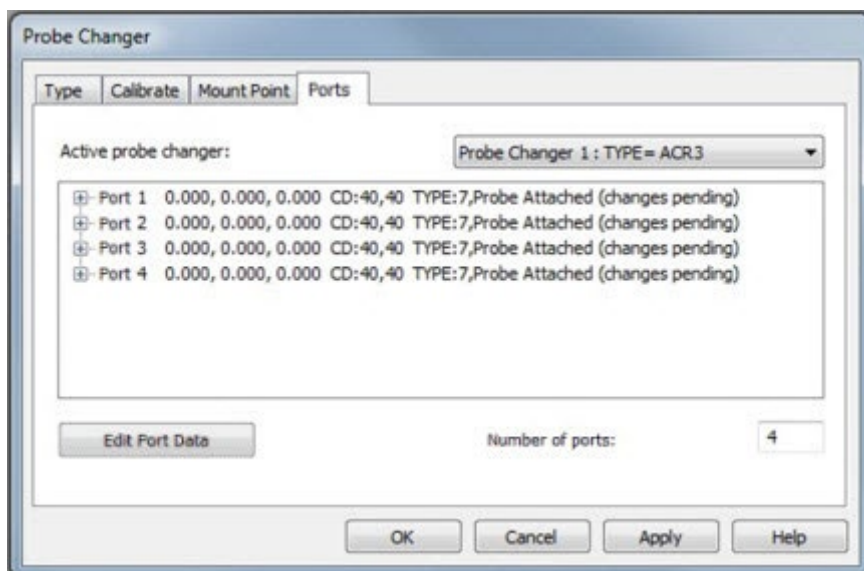 Probe Changer
Type Calibrate Mount Point Ports
Active probe changer: Probe Changer 1 : TYPE= ACR3
Port 1 0.000, 0.000, 0.000 CD:40,40 TYPE:7,Probe Attached (changes pending)
Port 2 0.000, 0.000, 0.000 CD:40,40 TYPE:7,Probe Attached (changes pending)
Port 3 0.000, 0.000, 0.000 CD:40,40 TYPE:7,Probe Attached (changes pending)
Port 4 0.000, 0.000, 0.000 CD:40,40 TYPE:7,Probe Attached (changes pending)
Edit Port Data Number of ports: 4
OK Cancel Apply Help